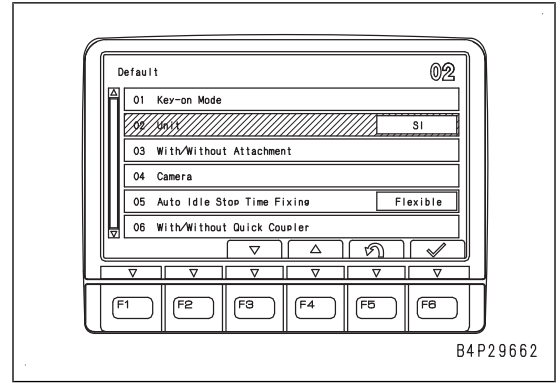 Default 02
01 Key-on Mode
02 Unit SI
03 With/Without Attachment
04 Camera
05 Auto Idle Stop Time Fixing Flexible
06 With/Without Quick Coupler
F1 F2 F3 F4 F5 F6
B4P29662